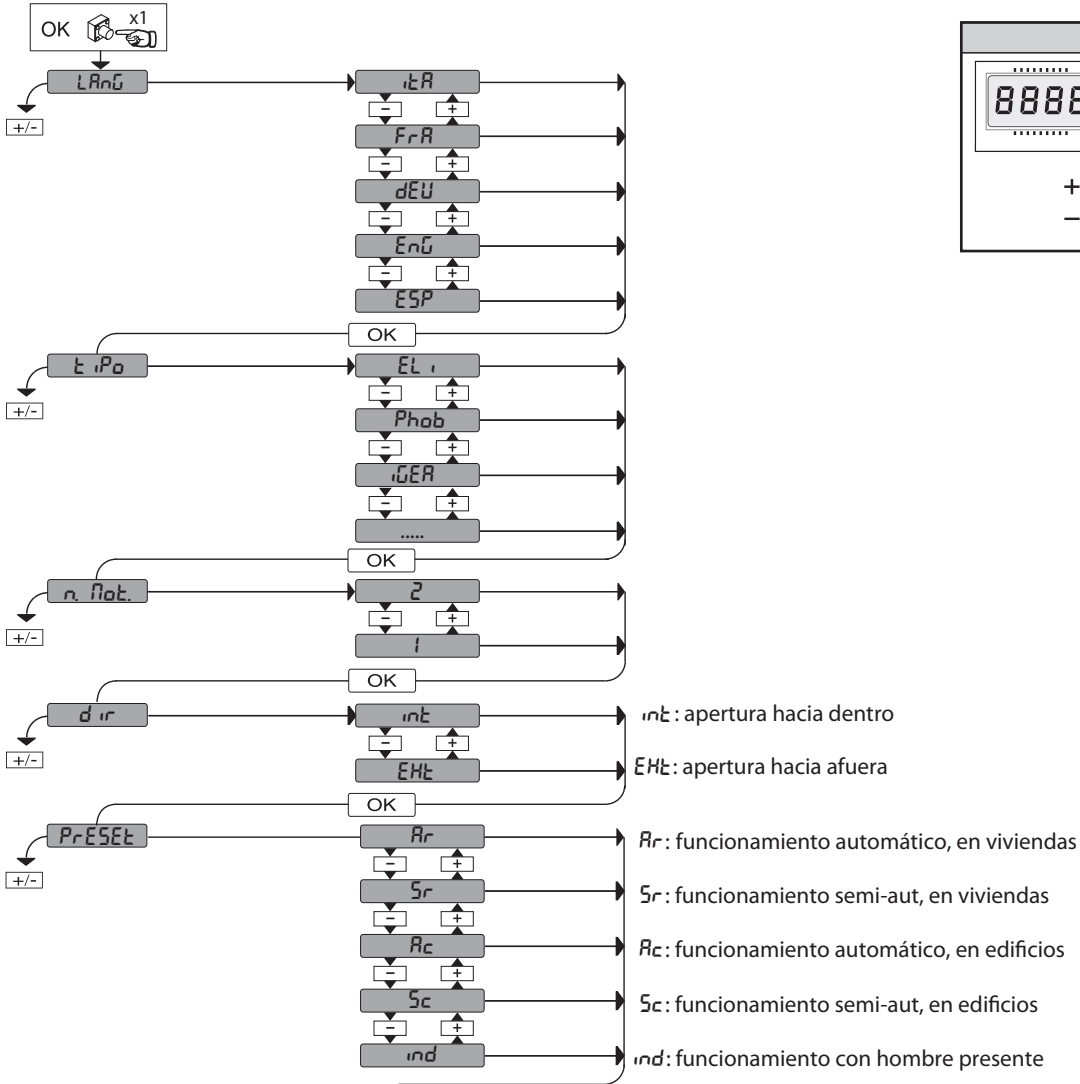 OK x1
LAnG
+/-
itA
- +
FrA
- +
dEU
- +
EnG
- +
ESP
OK
8888
+
–
t iPo
+/-
ELi
- +
Phob
- +
iGEA
- +
.....
OK
n. Mot.
+/-
2
- +
1
OK
dir
+/-
int
int: apertura hacia dentro
- +
EHt
EHt: apertura hacia afuera
OK
PrESEt
+/-
Ar
Ar: funcionamiento automático, en viviendas
- +
Sr
Sr: funcionamiento semi-aut, en viviendas
- +
Ac
Ac: funcionamiento automático, en edificios
- +
Sc
Sc: funcionamiento semi-aut, en edificios
- +
ind
ind: funcionamiento con hombre presente